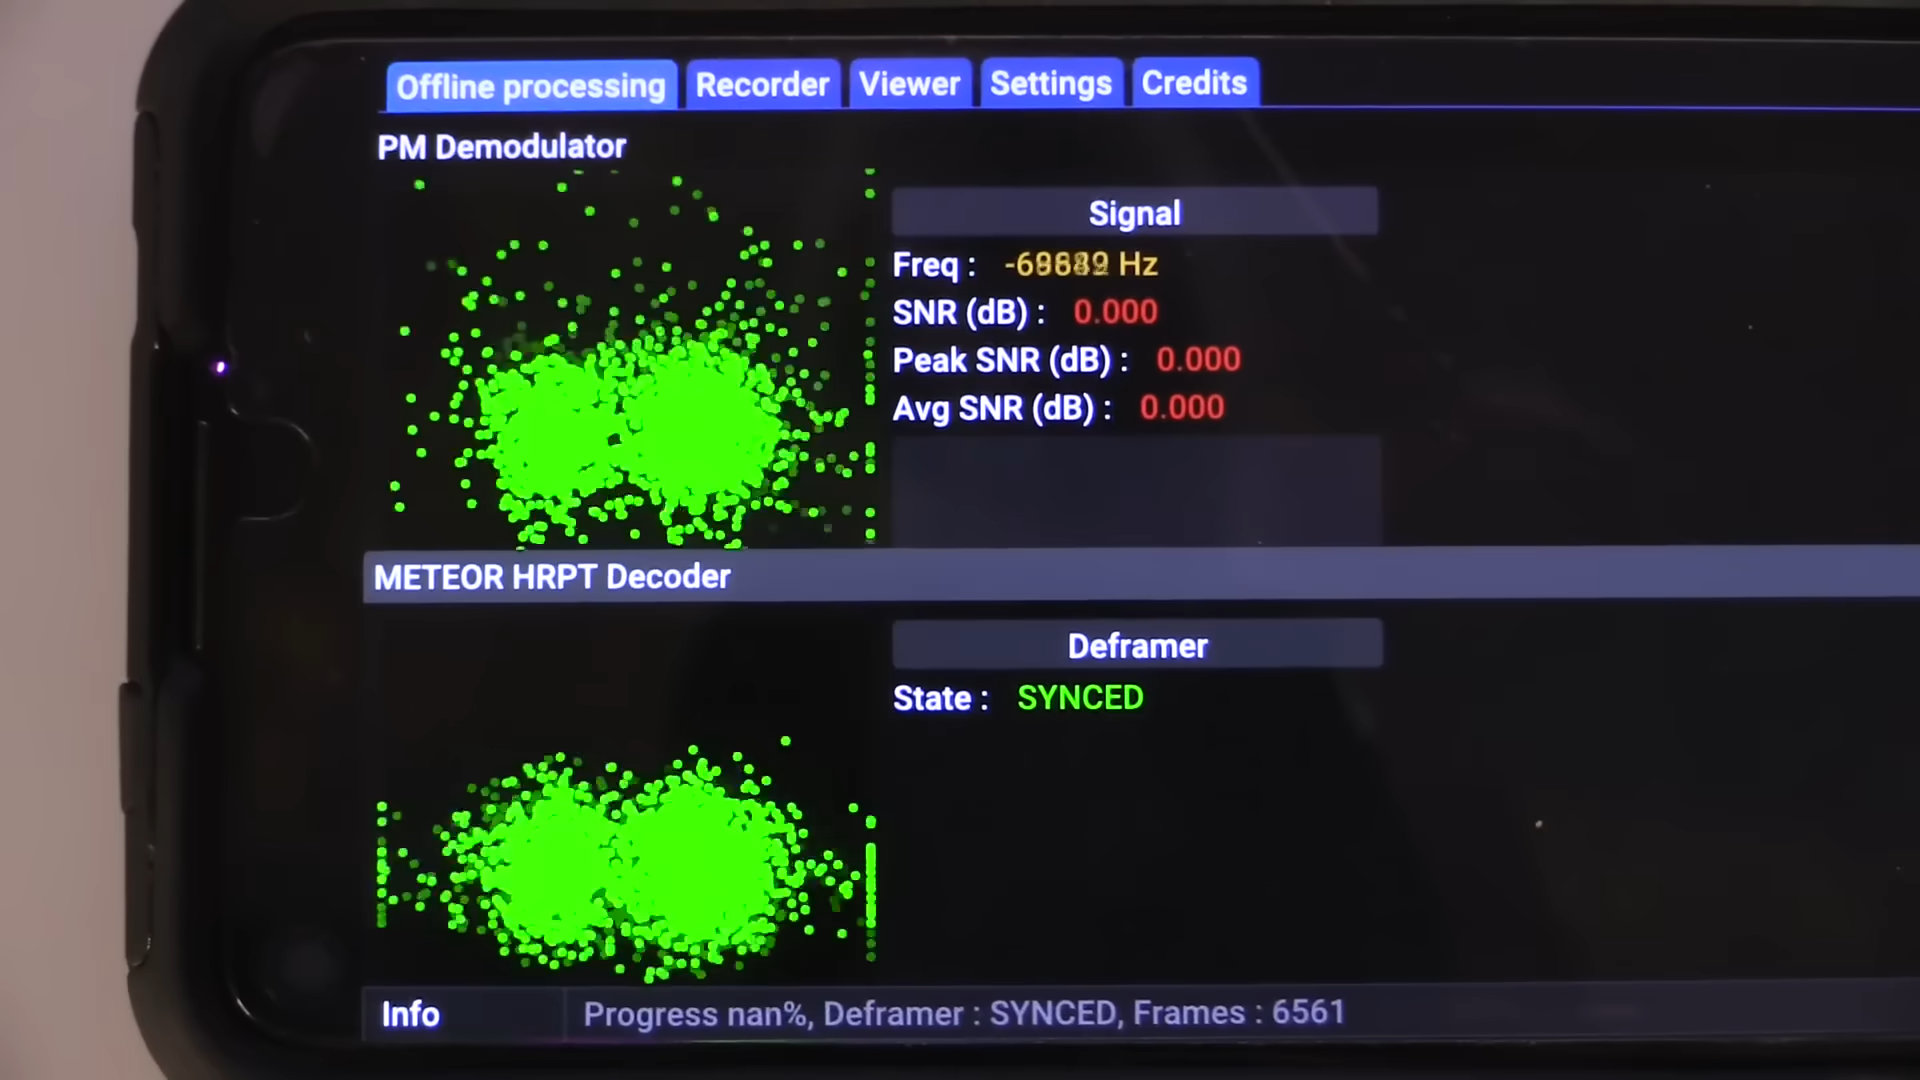 Offline processing Recorder Viewer Settings Credits
PM Demodulator
Signal
Freq : Hz
SNR (dB) : 0.000
Peak SNR (dB) : 0.000
Avg SNR (dB) : 0.000
METEOR HRPT Decoder
Deframer
State : SYNCED
Info Progress nan%, Deframer : SYNCED, Frames : 6561